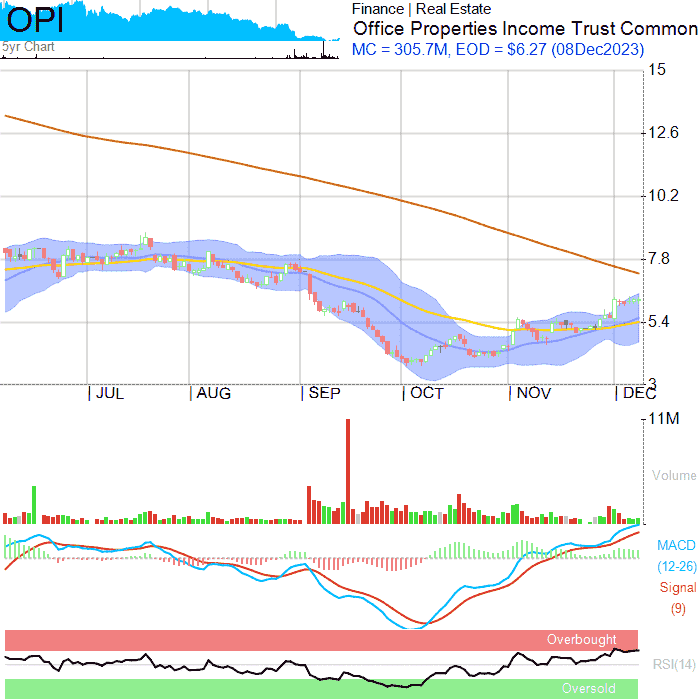 OPI
5yr Chart
Finance | Real Estate
Office Properties Income Trust Common
MC = 305.7M, EOD = $6.27 (08Dec2023)
15
12.6
10.2
7.8
5.4
3
JUL AUG SEP OCT NOV DEC
11M
Volume
MACD
(12-26)
Signal
(9)
Overbought
RSI(14)
Oversold